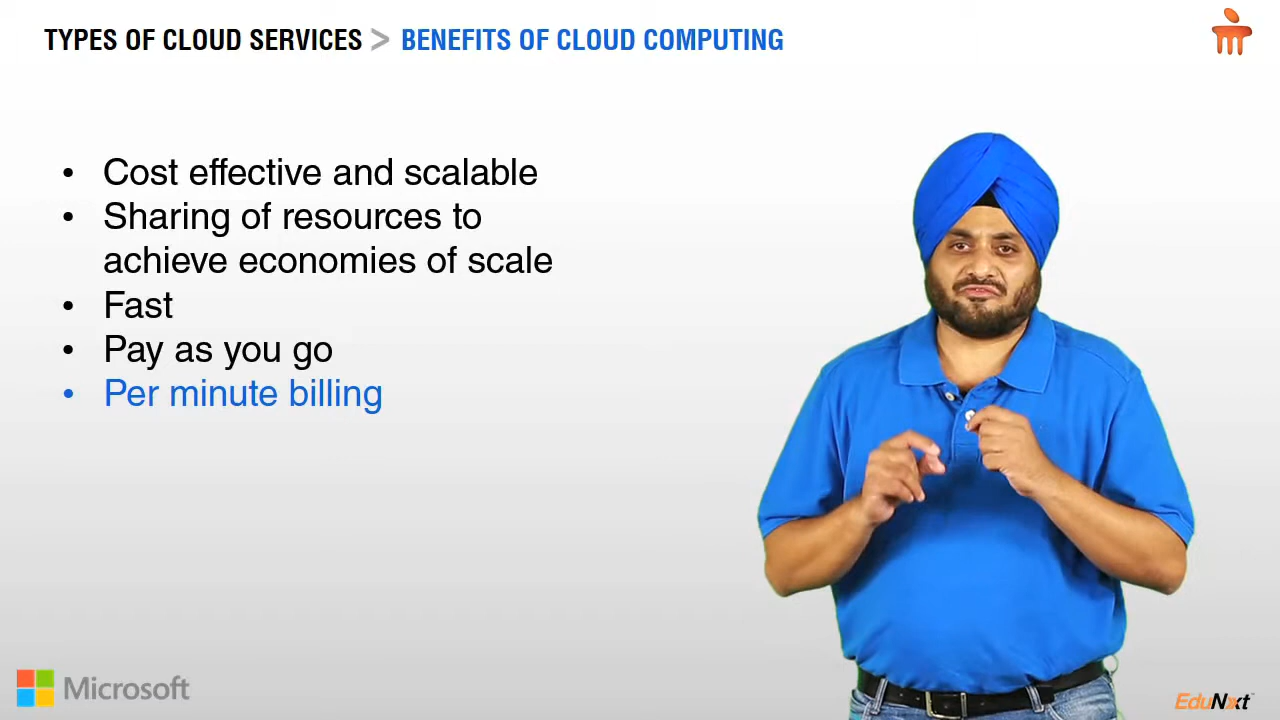 TYPES OF CLOUD SERVICES > BENEFITS OF CLOUD COMPUTING
• Cost effective and scalable
• Sharing of resources to
achieve economies of scale
• Fast
• Pay as you go
• Per minute billing
Microsoft
EduNxt